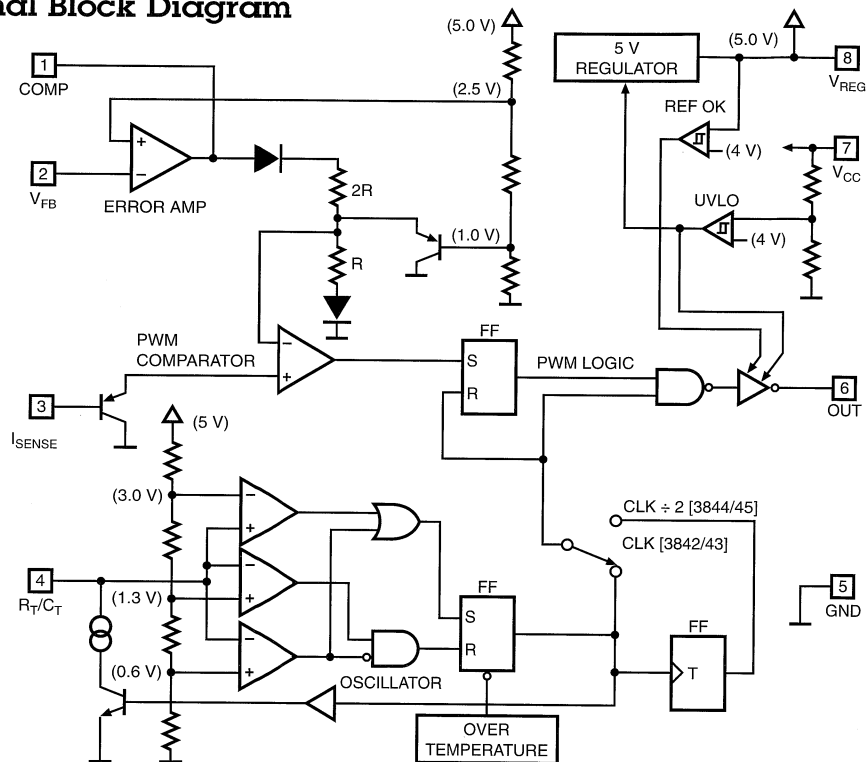 nal Block Diagram
(5.0 V)
5 V
REGULATOR
(5.0 V)
8
VREG
1
COMP
(2.5 V)
REF OK
(4 V)
7
VCC
+
−
2
VFB
ERROR AMP
2R
UVLO
(4 V)
(1.0 V)
R
PWM
COMPARATOR
−
+
FF
S
R
PWM LOGIC
6
OUT
3
ISENSE
(5 V)
(3.0 V)
−
+
CLK ÷ 2 [3844/45]
CLK [3842/43]
4
RT/CT
−
+
(1.3 V)
5
GND
FF
S
R
FF
T
−
+
(0.6 V)
OSCILLATOR
OVER
TEMPERATURE